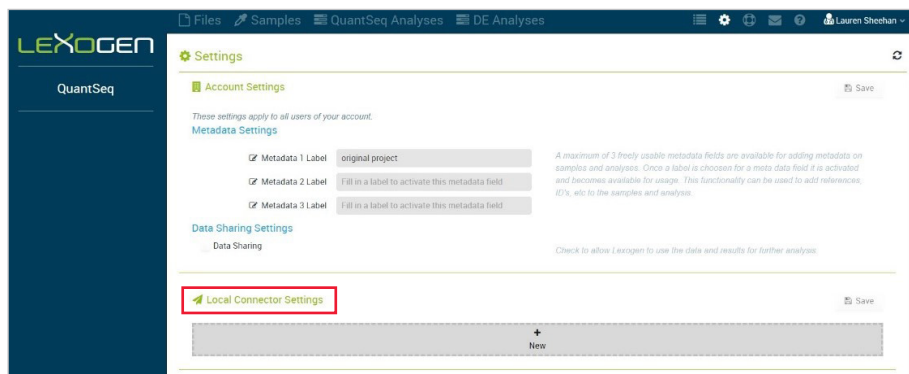 Files Samples QuantSeq Analyses DE Analyses Lauren Sheehan
LEXOGEN
QuantSeq
Settings
Account Settings Save
These settings apply to all users of your account.
Metadata Settings
Metadata 1 Label original project
Metadata 2 Label Fill in a label to activate this metadata field
Metadata 3 Label Fill in a label to activate this metadata field
A maximum of 3 freely usable metadata fields are available for adding metadata on
samples and analyses. Once a label is chosen for a meta data field it is activated
and becomes available for usage. This functionality can be used to add references,
ID's, etc to the samples and analysis.
Data Sharing Settings
Data Sharing Check to allow Lexogen to use the data and results for further analysis.
Local Connector Settings Save
+
New